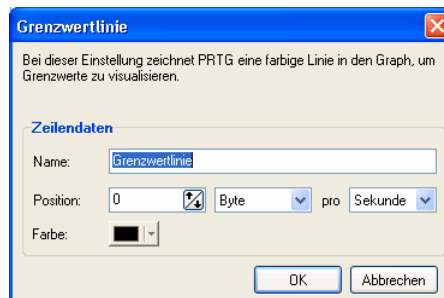 Grenzwertlinie
Bei dieser Einstellung zeichnet PRTG eine farbige Linie in den Graph, um
Grenzwerte zu visualisieren.
Zeilendaten
Name: Grenzwertlinie
Position: 0 Byte pro Sekunde
Farbe:
OK Abbrechen